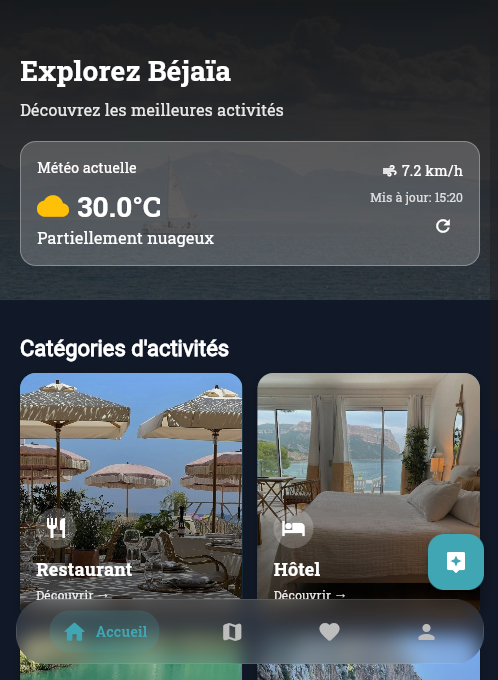 Explorez Béjaïa
Découvrez les meilleures activités
Météo actuelle
7.2 km/h
30.0°C
Mis à jour: 15:20
Partiellement nuageux
Catégories d'activités
Restaurant
Découvrir →
Hôtel
Découvrir →
Accueil